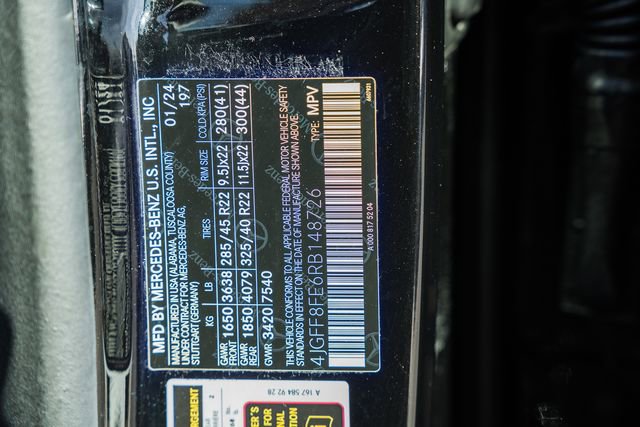 MFD BY MERCEDES-BENZ U.S. INTL., INC
MANUFACTURED IN USA (ALABAMA, TUSCALOOSA COUNTY) 01/24
UNDER CONTRACT FROM MERCEDES-BENZ AG, 197
STUTTGART (GERMANY)
KG LB TIRES RIM SIZE COLD KPA (PSI)
GAWR FRONT 1650 3638 285/45 R22 9.5Jx22 280(41)
GAWR REAR 1850 4079 325/40 R22 11.5Jx22 300(44)
GVWR 3420 7540
THIS VEHICLE CONFORMS TO ALL APPLICABLE FEDERAL MOTOR VEHICLE SAFETY
STANDARDS IN EFFECT ON THE DATE OF MANUFACTURE SHOWN ABOVE.
4JGFF8FE6RB148726 TYPE: MPV
A 000 817 52 04
A 167 584 92 28